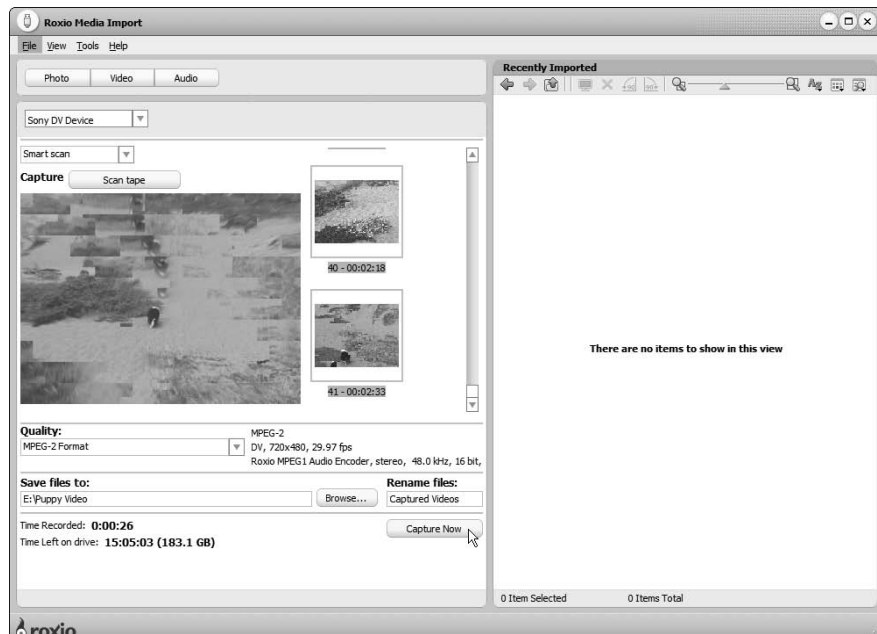 Roxio Media Import
File View Tools Help
Photo Video Audio
Sony DV Device
Smart scan
Capture Scan tape
40 - 00:02:18
41 - 00:02:33
Quality:
MPEG-2 Format
MPEG-2
DV, 720x480, 29.97 fps
Roxio MPEG1 Audio Encoder, stereo, 48.0 kHz, 16 bit,
Save files to:
E:\Puppy Video
Browse...
Rename files:
Captured Videos
Time Recorded: 0:00:26
Time Left on drive: 15:05:03 (183.1 GB)
Capture Now
Recently Imported
There are no items to show in this view
0 Item Selected 0 Items Total
roxio